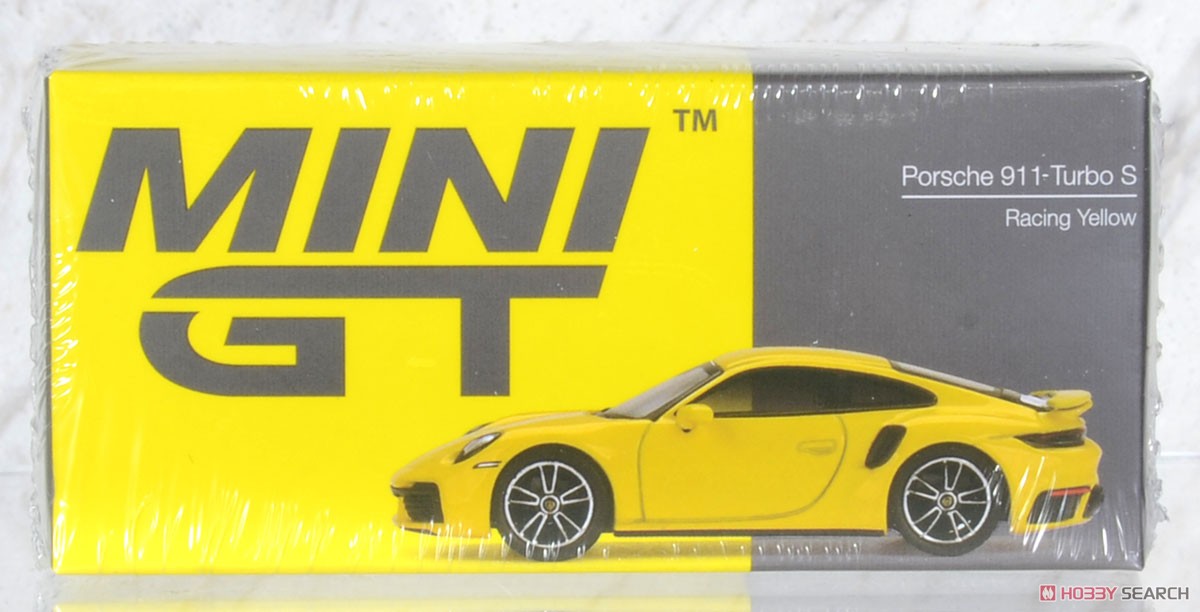 MINI
GT
TM
Porsche 911-Turbo S
Racing Yellow
HOBBY SEARCH